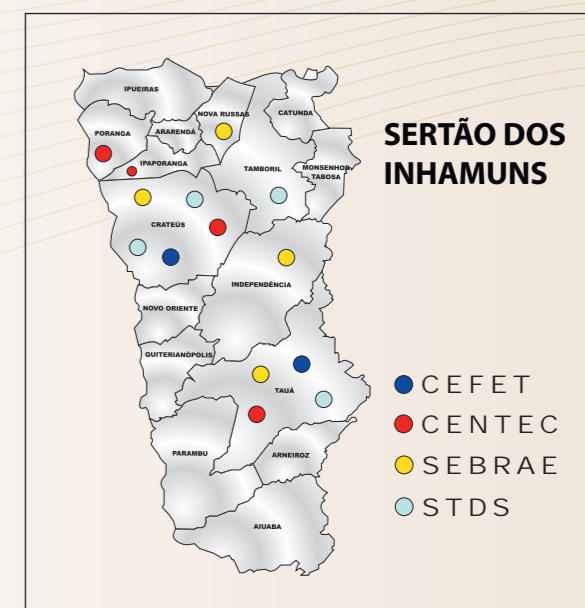 IPUEIRAS
NOVA RUSSAS
CATUNDA
PORANGA
ARARENDÁ
SERTÃO DOS
INHAMUNS
IPAPORANGA
TAMBORIL
MONSENHOR
TABOSA
CRATEÚS
INDEPENDÊNCIA
NOVO ORIENTE
QUITERIANÓPOLIS
TAUÁ
CEFET
CENTEC
PARAMBU
ARNEIROZ
SEBRAE
STDS
AIUABA